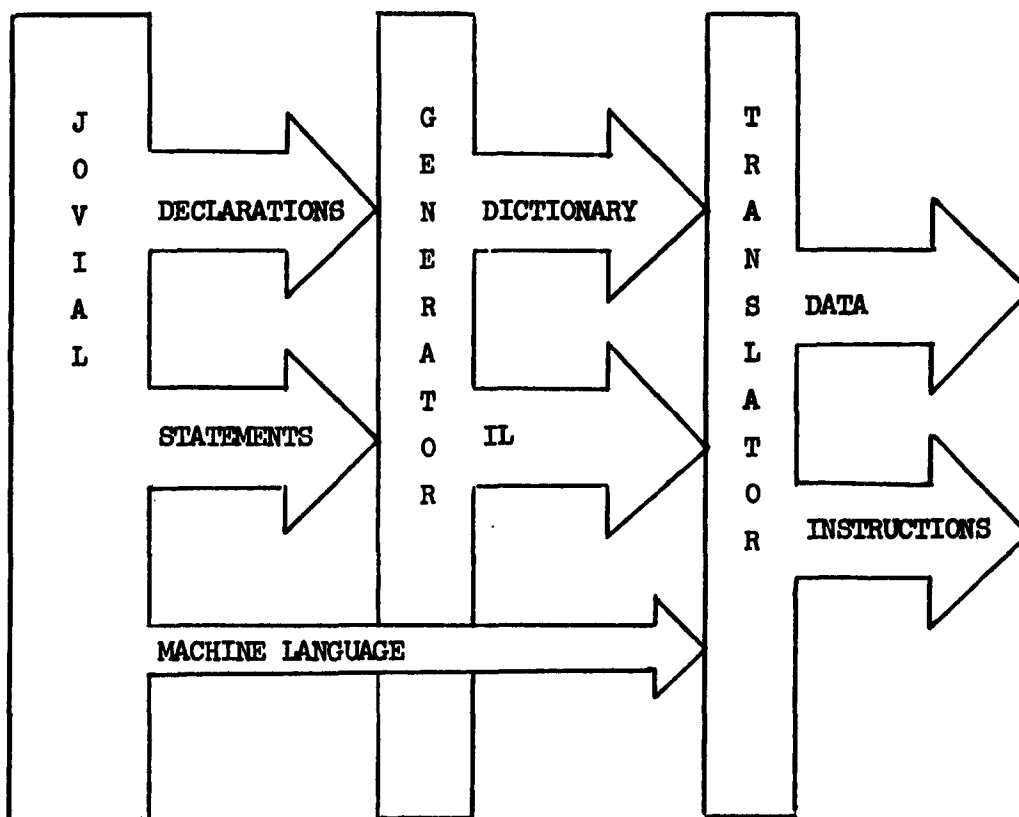 JOVIAL
DECLARATIONS
STATEMENTS
MACHINE LANGUAGE
GENERATOR
DICTIONARY
IL
TRANSLATOR
DATA
INSTRUCTIONS